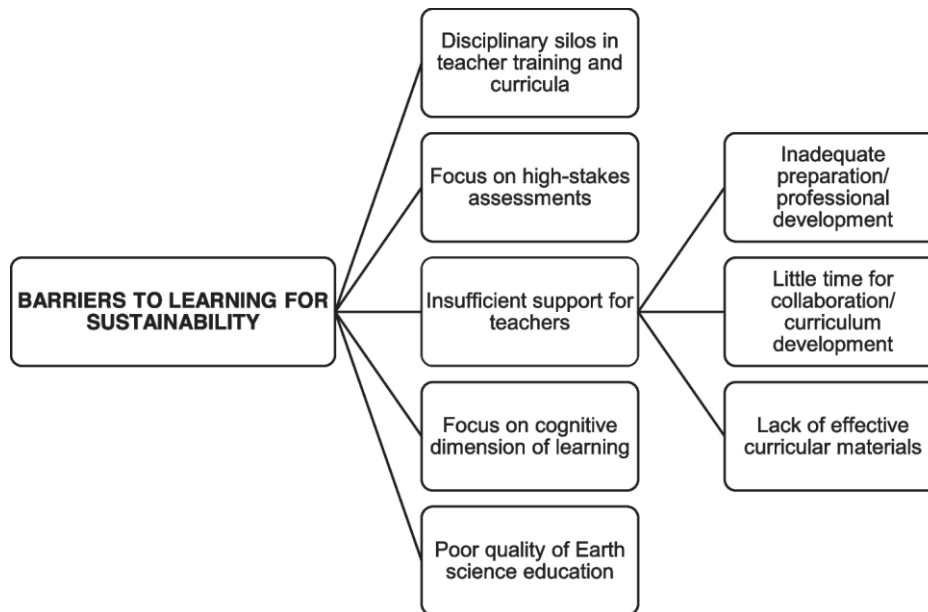 BARRIERS TO LEARNING FOR
SUSTAINABILITY
Disciplinary silos in
teacher training and
curricula
Focus on high-stakes
assessments
Insufficient support for
teachers
Focus on cognitive
dimension of learning
Poor quality of Earth
science education
Inadequate
preparation/
professional
development
Little time for
collaboration/
curriculum
development
Lack of effective
curricular materials